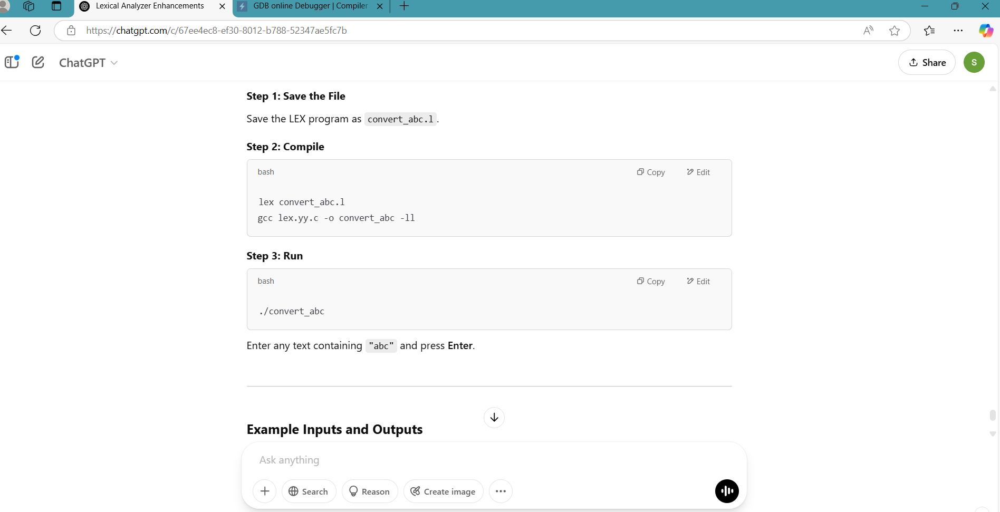 Lexical Analyzer Enhancements
GDB online Debugger | Compiler
https://chatgpt.com/c/67ee4ec8-ef30-8012-b788-52347ae5fc7b
ChatGPT
Share
S
Step 1: Save the File
Save the LEX program as convert_abc.l.
Step 2: Compile
bash
Copy
Edit
lex convert_abc.l
gcc lex.yy.c -o convert_abc -ll
Step 3: Run
bash
Copy
Edit
./convert_abc
Enter any text containing "abc" and press Enter.
Example Inputs and Outputs
Ask anything
Search
Reason
Create image